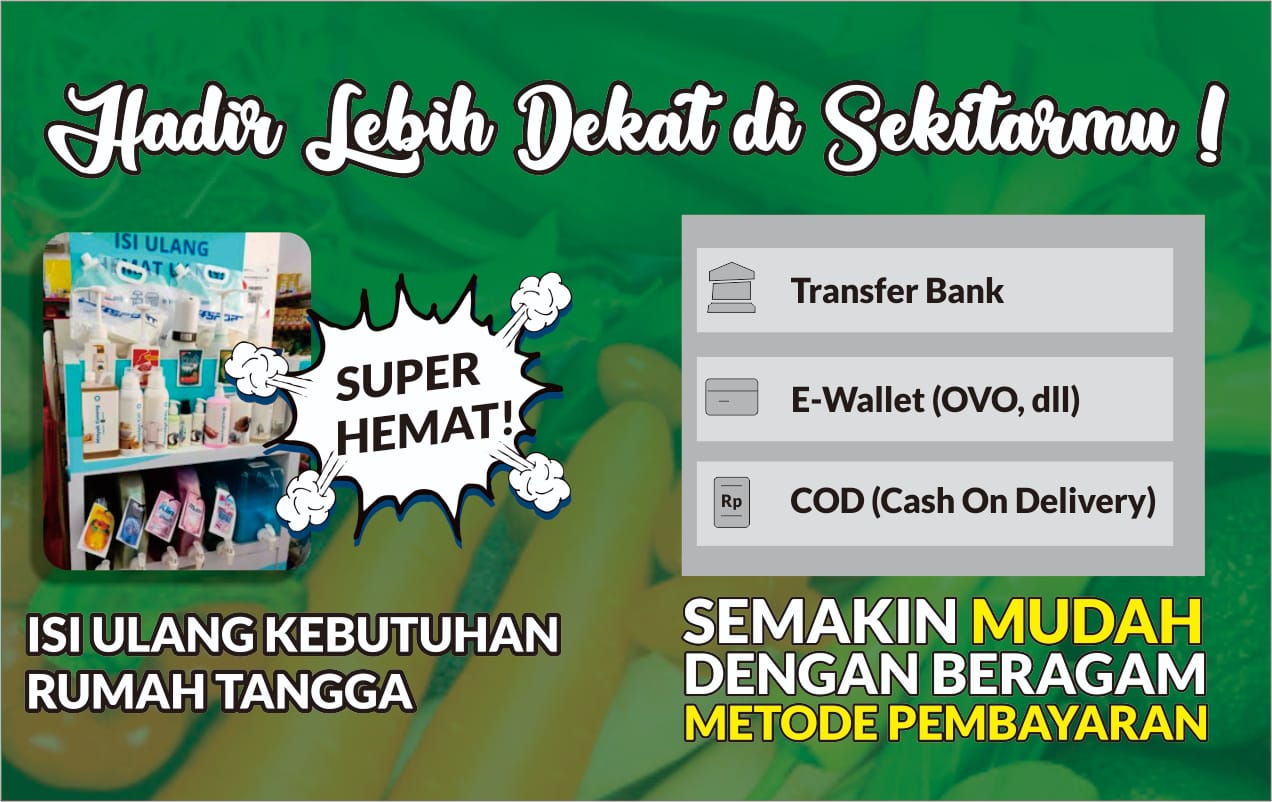 Hadir Lebih Dekat di Sekitarmu !
ISI ULANG
SUPER
HEMAT!
ISI ULANG KEBUTUHAN
RUMAH TANGGA
Transfer Bank
E-Wallet (OVO, dll)
Rp
COD (Cash On Delivery)
SEMAKIN MUDAH
DENGAN BERAGAM
METODE PEMBAYARAN